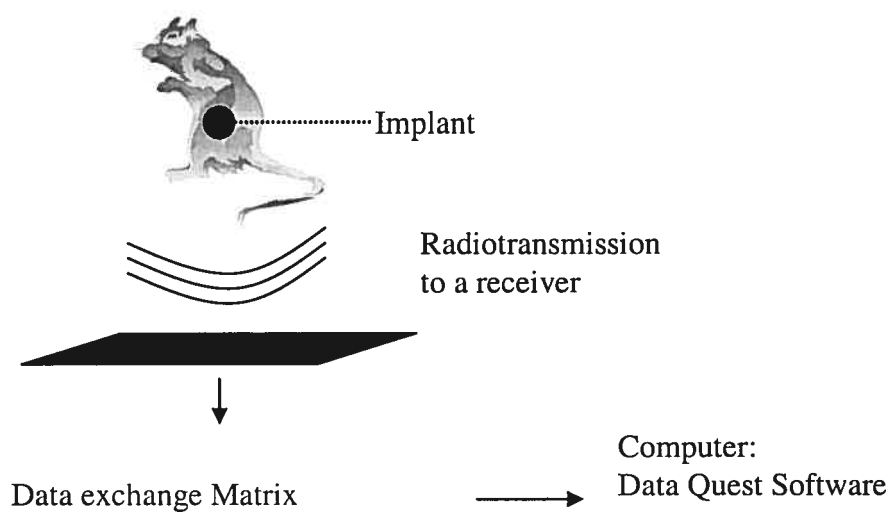 Implant
Radiotransmission
to a receiver
Computer:
Data exchange Matrix
Data Quest Software